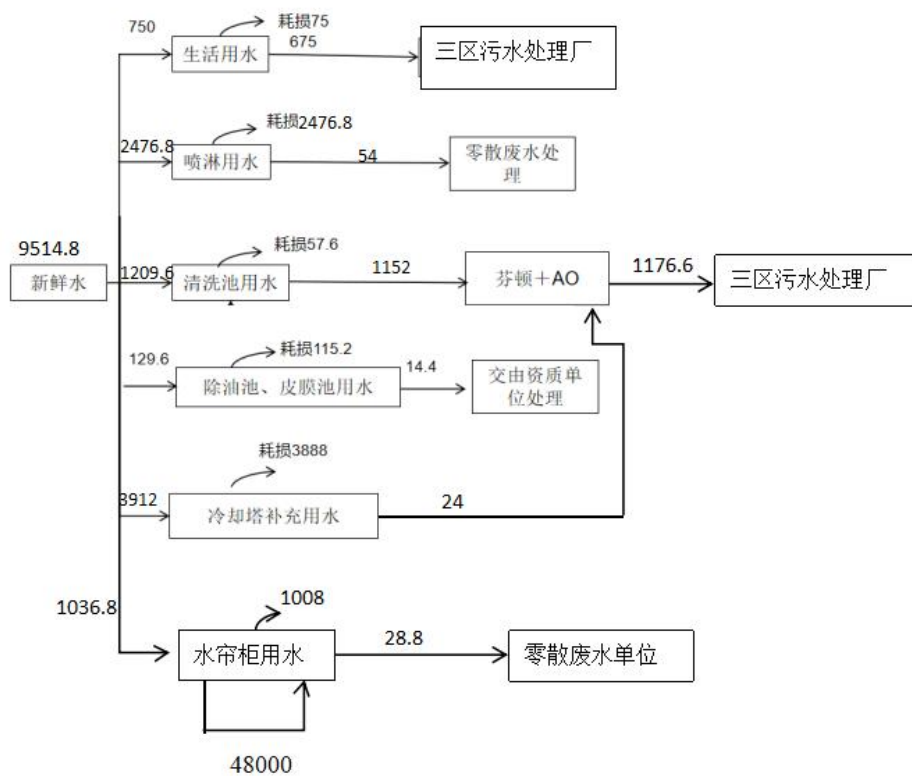 750
耗损75
生活用水
675
三区污水处理厂
2476.8
耗损2476.8
喷淋用水
54
零散废水处
理
9514.8
新鲜水
1209.6
耗损57.6
清洗池用水
1152
芬顿＋AO
1176.6
三区污水处理厂
129.6
耗损115.2
除油池、皮膜池用水
14.4
交由资质单
位处理
3912
耗损3888
冷却塔补充用水
24
1036.8
1008
水帘柜用水
28.8
零散废水单位
48000